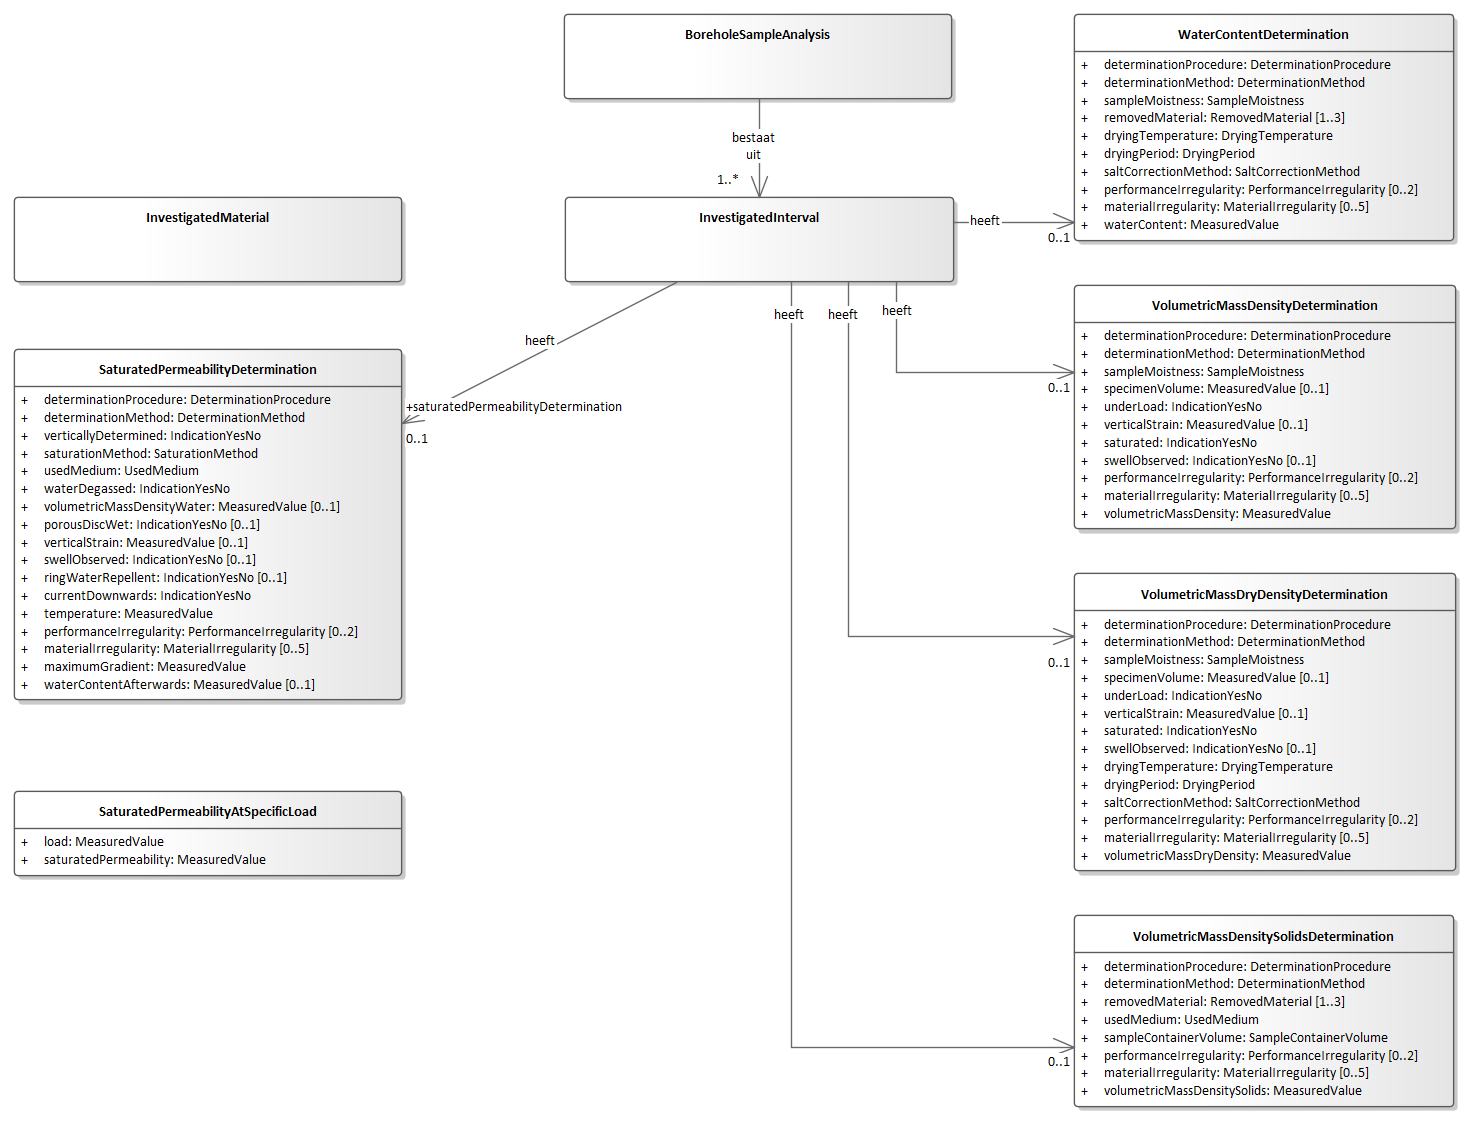 BoreholeSampleAnalysis
bestaat
uit
1..*
InvestigatedMaterial
InvestigatedInterval
heeft
0..1
WaterContentDetermination
+ determinationProcedure: DeterminationProcedure
+ determinationMethod: DeterminationMethod
+ sampleMoistness: SampleMoistness
+ removedMaterial: RemovedMaterial [1..3]
+ dryingTemperature: DryingTemperature
+ dryingPeriod: DryingPeriod
+ saltCorrectionMethod: SaltCorrectionMethod
+ performanceIrregularity: PerformanceIrregularity [0..2]
+ materialIrregularity: MaterialIrregularity [0..5]
+ waterContent: MeasuredValue
heeft
heeft
heeft
heeft
+saturatedPermeabilityDetermination
0..1
SaturatedPermeabilityDetermination
+ determinationProcedure: DeterminationProcedure
+ determinationMethod: DeterminationMethod
+ verticallyDetermined: IndicationYesNo
+ saturationMethod: SaturationMethod
+ usedMedium: UsedMedium
+ waterDegassed: IndicationYesNo
+ volumetricMassDensityWater: MeasuredValue [0..1]
+ porousDiscWet: IndicationYesNo [0..1]
+ verticalStrain: MeasuredValue [0..1]
+ swellObserved: IndicationYesNo [0..1]
+ ringWaterRepellent: IndicationYesNo [0..1]
+ currentDownwards: IndicationYesNo
+ temperature: MeasuredValue
+ performanceIrregularity: PerformanceIrregularity [0..2]
+ materialIrregularity: MaterialIrregularity [0..5]
+ maximumGradient: MeasuredValue
+ waterContentAfterwards: MeasuredValue [0..1]
SaturatedPermeabilityAtSpecificLoad
+ load: MeasuredValue
+ saturatedPermeability: MeasuredValue
0..1
VolumetricMassDensityDetermination
+ determinationProcedure: DeterminationProcedure
+ determinationMethod: DeterminationMethod
+ sampleMoistness: SampleMoistness
+ specimenVolume: MeasuredValue [0..1]
+ underLoad: IndicationYesNo
+ verticalStrain: MeasuredValue [0..1]
+ saturated: IndicationYesNo
+ swellObserved: IndicationYesNo [0..1]
+ performanceIrregularity: PerformanceIrregularity [0..2]
+ materialIrregularity: MaterialIrregularity [0..5]
+ volumetricMassDensity: MeasuredValue
0..1
VolumetricMassDryDensityDetermination
+ determinationProcedure: DeterminationProcedure
+ determinationMethod: DeterminationMethod
+ sampleMoistness: SampleMoistness
+ specimenVolume: MeasuredValue [0..1]
+ underLoad: IndicationYesNo
+ verticalStrain: MeasuredValue [0..1]
+ saturated: IndicationYesNo
+ swellObserved: IndicationYesNo [0..1]
+ dryingTemperature: DryingTemperature
+ dryingPeriod: DryingPeriod
+ saltCorrectionMethod: SaltCorrectionMethod
+ performanceIrregularity: PerformanceIrregularity [0..2]
+ materialIrregularity: MaterialIrregularity [0..5]
+ volumetricMassDryDensity: MeasuredValue
0..1
VolumetricMassDensitySolidsDetermination
+ determinationProcedure: DeterminationProcedure
+ determinationMethod: DeterminationMethod
+ removedMaterial: RemovedMaterial [1..3]
+ usedMedium: UsedMedium
+ sampleContainerVolume: SampleContainerVolume
+ performanceIrregularity: PerformanceIrregularity [0..2]
+ materialIrregularity: MaterialIrregularity [0..5]
+ volumetricMassDensitySolids: MeasuredValue